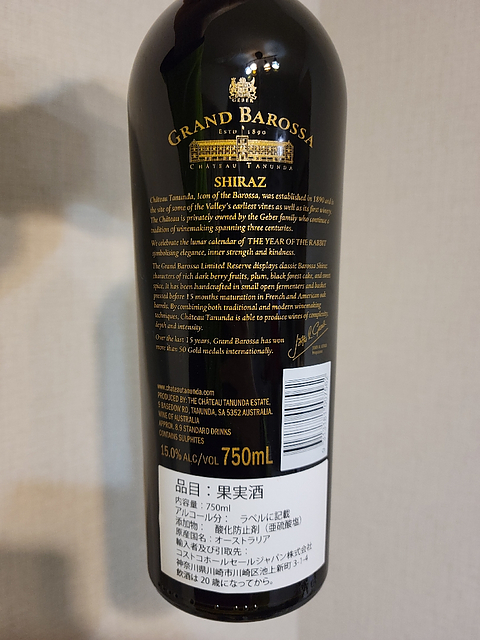 GEBER
GRAND BAROSSA
ESTD 1890
CHATEAU TANUNDA
SHIRAZ
Château Tanunda, Icon of the Barossa, was established in 1890 and is
the site of some of the Valley's earliest vines as well as its first winery.
The Château is privately owned by the Geber family who continue a
tradition of winemaking spanning three centuries.
We celebrate the lunar calendar of THE YEAR OF THE RABBIT
symbolising elegance, inner strength and kindness.
The Grand Barossa Limited Reserve displays classic Barossa Shiraz
characters of rich dark berry fruits, plum, black forest cake, and sweet
spice. It has been handcrafted in small open fermenters and basket
pressed before 15 months maturation in French and American oak
barrels. By combining both traditional and modern winemaking
techniques, Château Tanunda is able to produce wines of complexity,
depth and intensity.
Over the last 15 years, Grand Barossa has won
more than 50 Gold medals internationally.
www.chateautanunda.com
PRODUCED BY: THE CHÂTEAU TANUNDA ESTATE,
9 BASEDOW RD, TANUNDA, SA 5352 AUSTRALIA.
WINE OF AUSTRALIA
APPROX. 8.9 STANDARD DRINKS
CONTAINS SULPHITES
15.0% ALC/VOL 750mL
品目：果実酒
内容量：750ml
アルコール分： ラベルに記載
添加物： 酸化防止剤（亜硫酸塩）
原産国名：オーストラリア
輸入者及び引取先：
コストコホールセールジャパン株式会社
神奈川県川崎市川崎区池上新町 3-1-4
飲酒は 20 歳になってから。